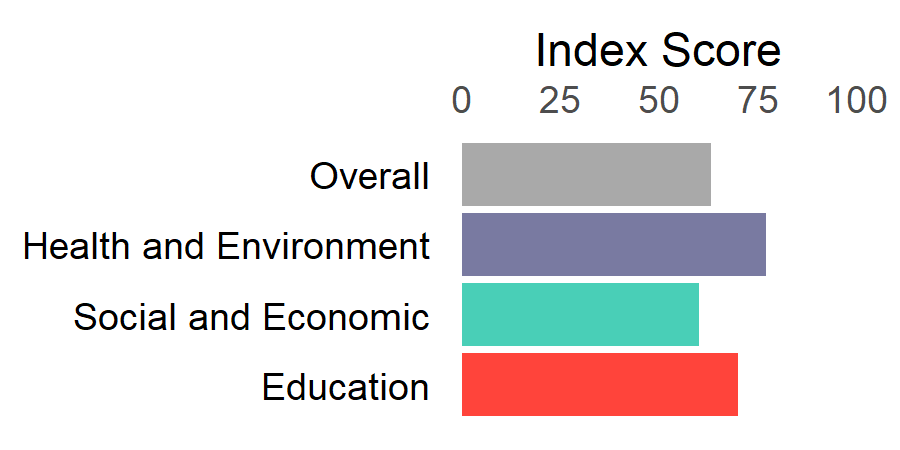 Index Score
0 25 50 75 100
Overall
Health and Environment
Social and Economic
Education